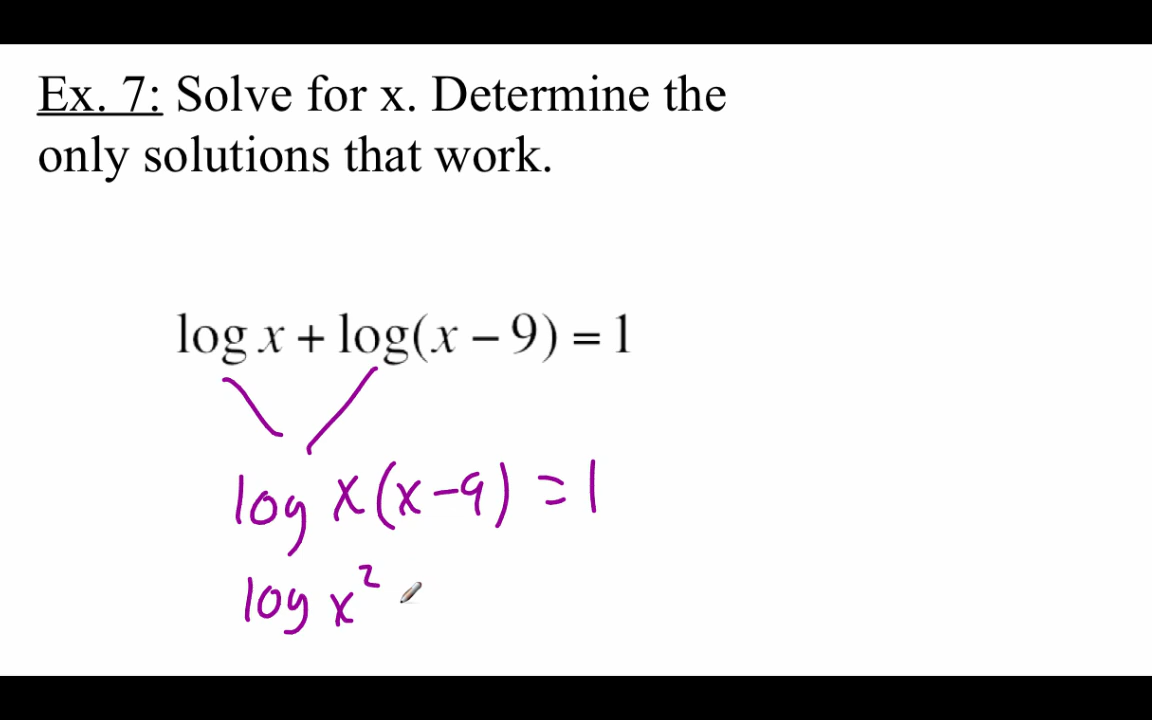 Ex. 7: Solve for x. Determine the
only solutions that work.
log x + log(x − 9) = 1
log x(x-9) = 1
log x²